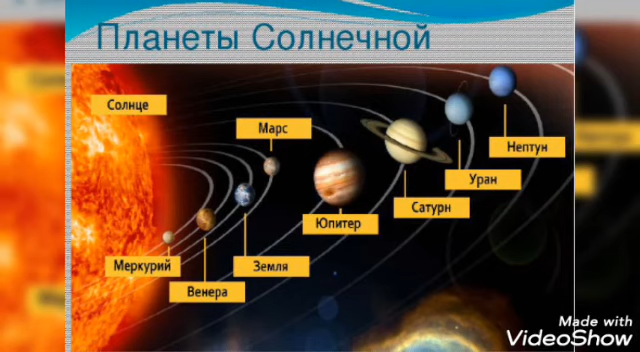 Планеты Солнечной
Солнце
Марс
Нептун
Уран
Сатурн
Юпитер
Меркурий
Земля
Венера
Made with
VideoShow